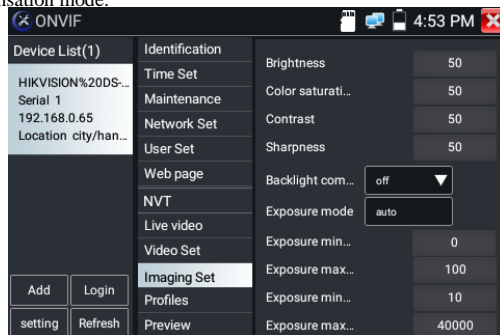 sation mode.
ONVIF
4:53 PM
Device List(1)
HIKVISION%20DS-...
Serial 1
192.168.0.65
Location city/han...
Add
Login
setting
Refresh
Identification
Time Set
Maintenance
Network Set
User Set
Web page
NVT
Live video
Video Set
Imaging Set
Profiles
Preview
Brightness 50
Color saturati... 50
Contrast 50
Sharpness 50
Backlight com... off
Exposure mode auto
Exposure min... 0
Exposure max... 100
Exposure min... 10
Exposure max... 40000